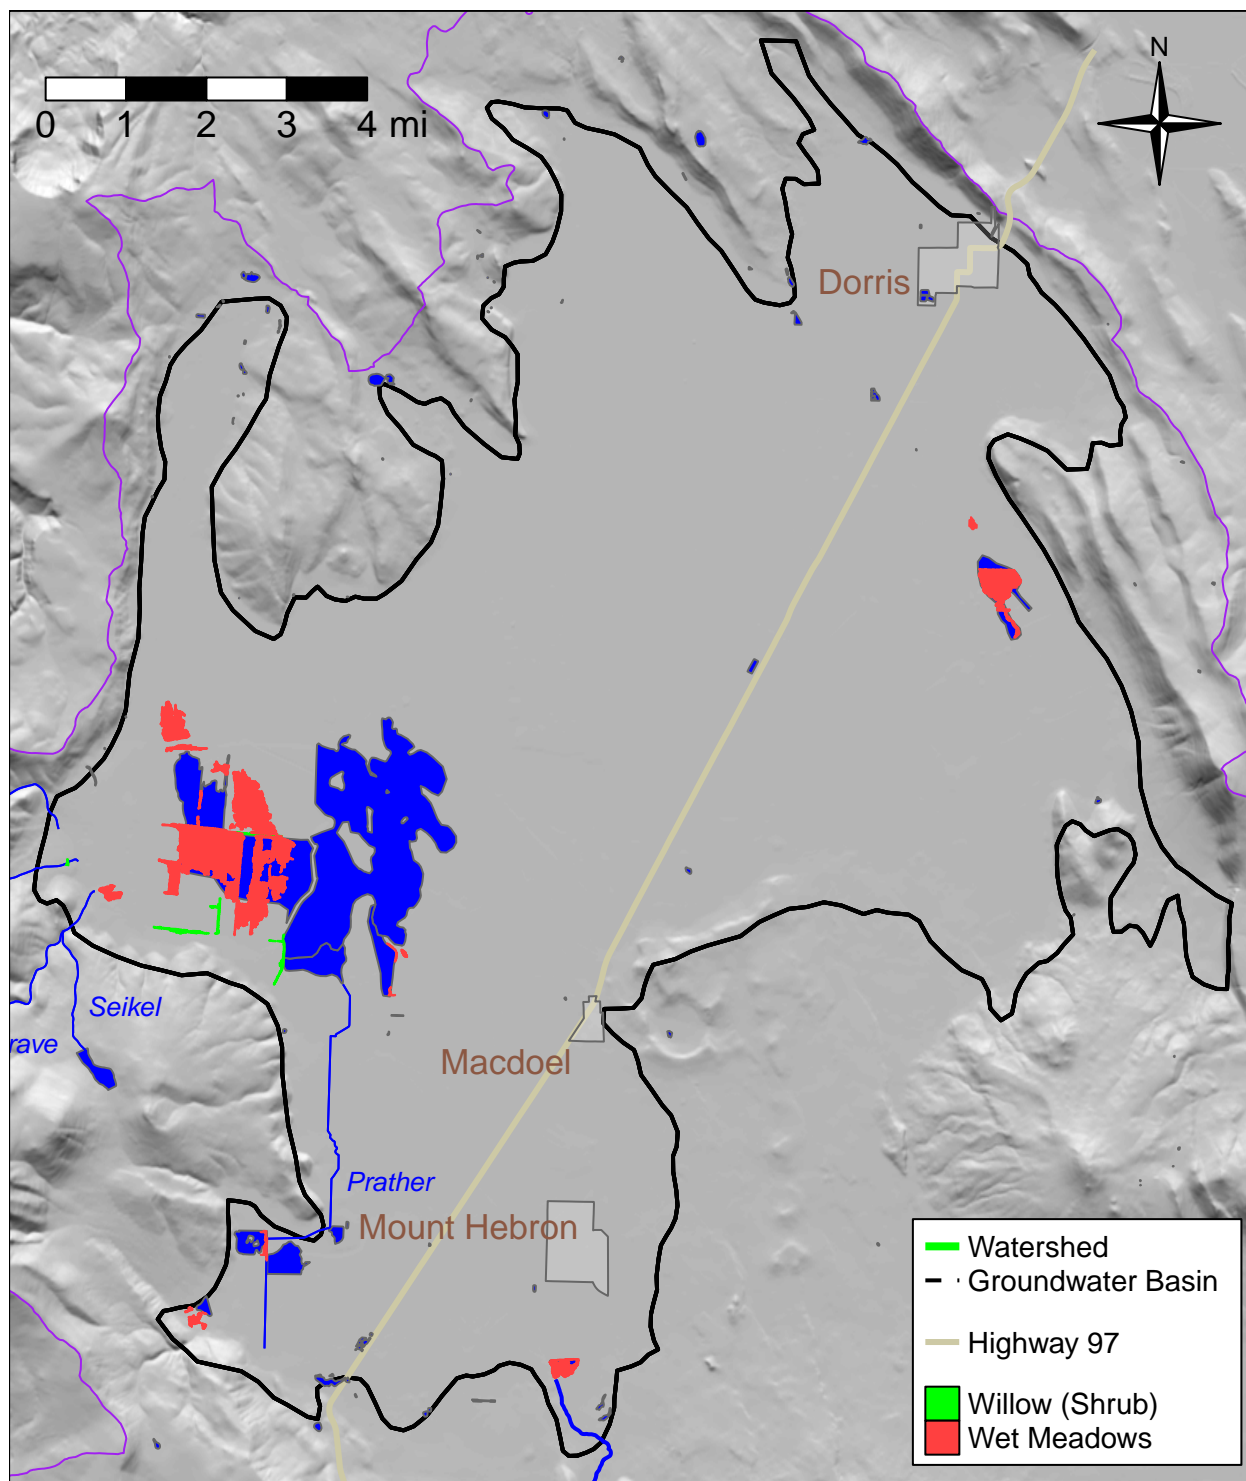 N
0 1 2 3 4 mi
Dorris
Seikel
rave
Macdoel
Prather
Mount Hebron
Watershed
Groundwater Basin
Highway 97
Willow (Shrub)
Wet Meadows